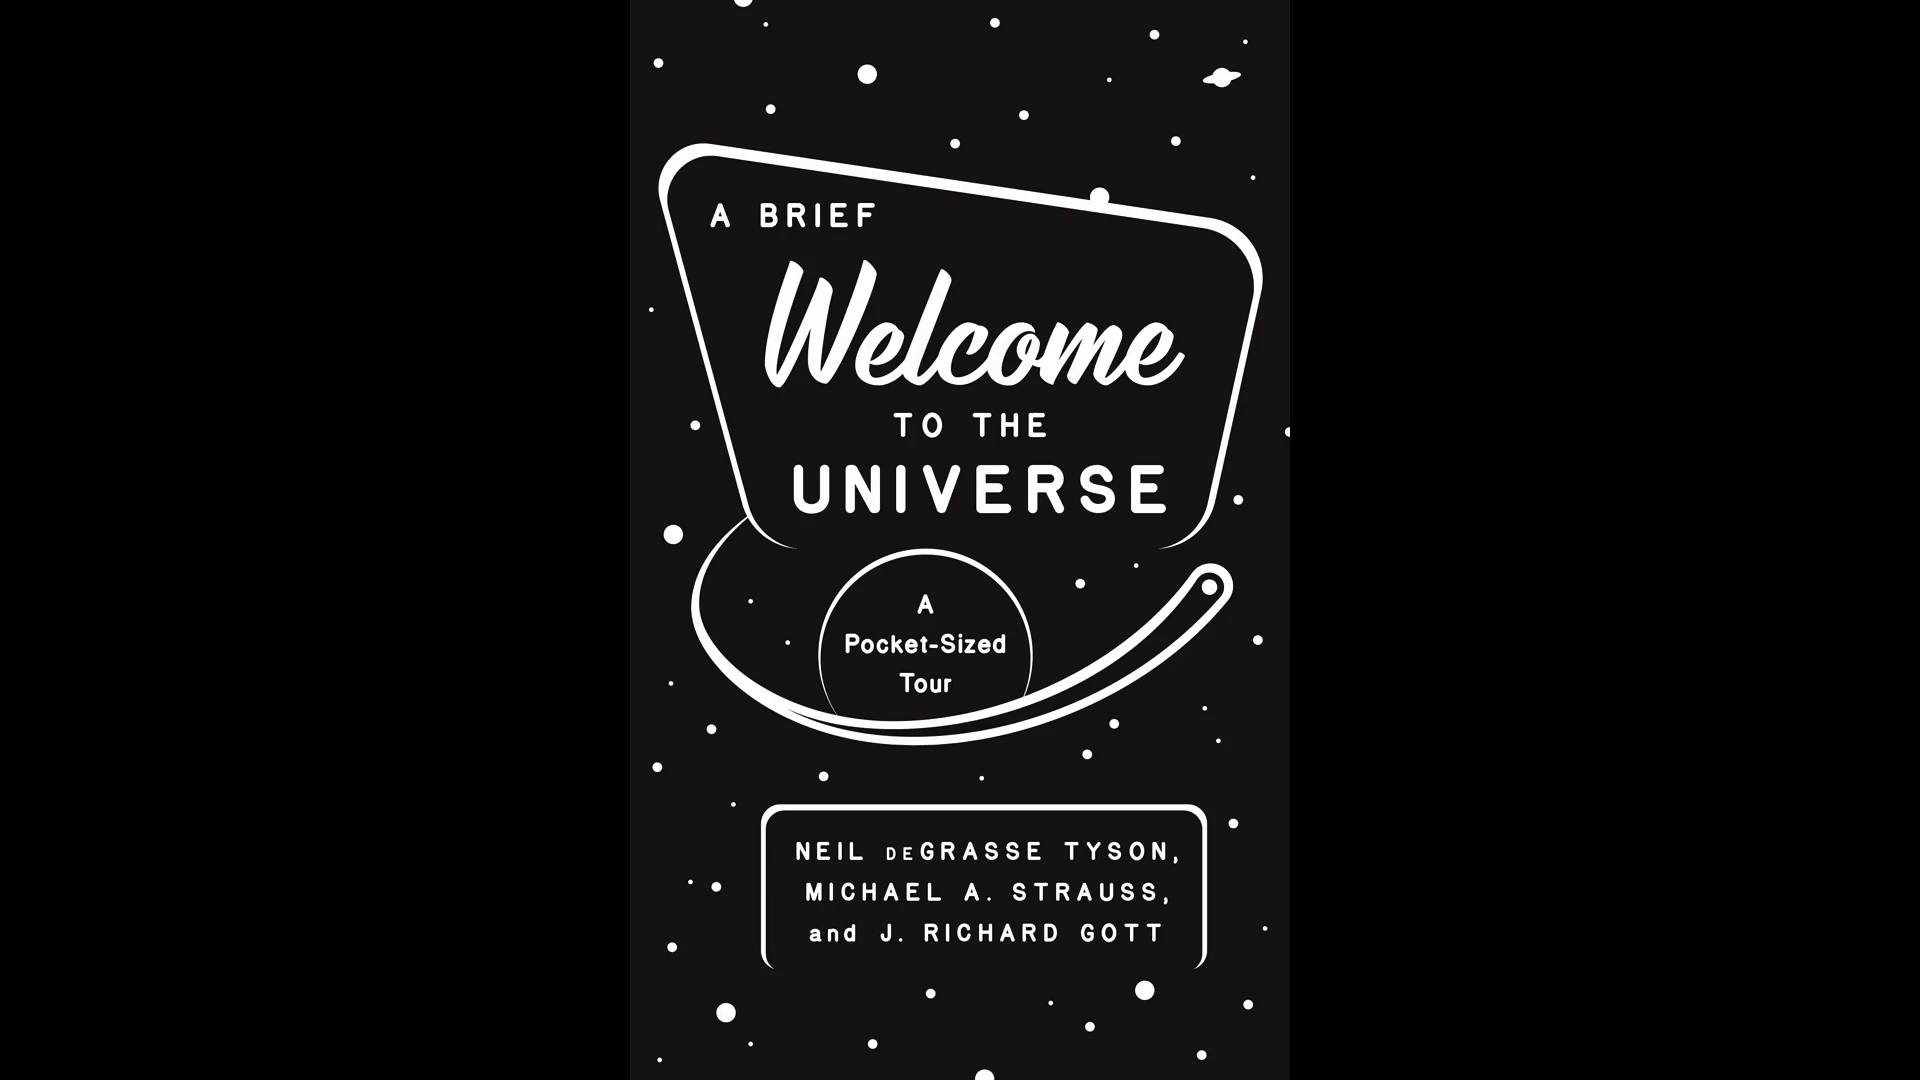 A BRIEF
Welcome
TO THE
UNIVERSE
A
Pocket-Sized
Tour
NEIL DEGRASSE TYSON,
MICHAEL A. STRAUSS,
and J. RICHARD GOTT